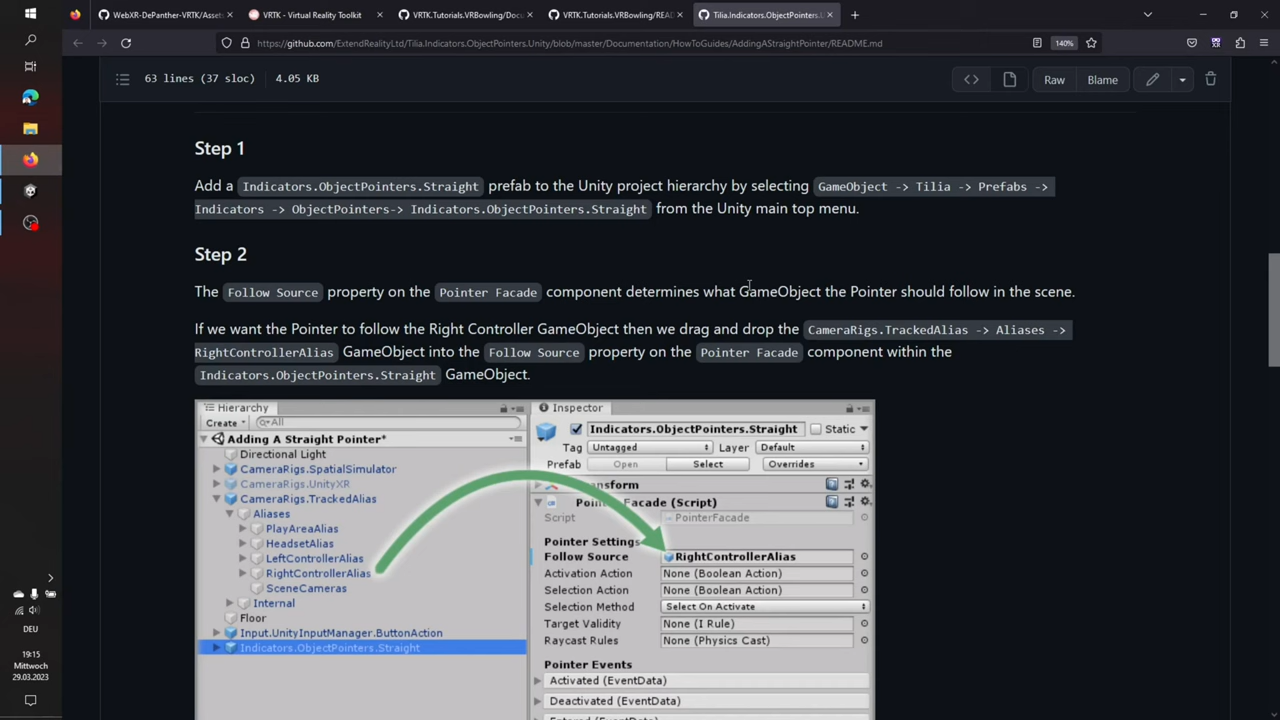 WebXR-DePanther-VRTK/Assets
VRTK - Virtual Reality Toolkit
VRTK.Tutorials.VRBowling/Docu
VRTK.Tutorials.VRBowling/READ
Tilia.Indicators.ObjectPointers.U
https://github.com/ExtendRealityLtd/Tilia.Indicators.ObjectPointers.Unity/blob/master/Documentation/HowToGuides/AddingAStraightPointer/README.md
140%
63 lines (37 sloc) 4.05 KB
Raw
Blame
Step 1
Add a Indicators.ObjectPointers.Straight prefab to the Unity project hierarchy by selecting GameObject -> Tilia -> Prefabs ->
Indicators -> ObjectPointers-> Indicators.ObjectPointers.Straight from the Unity main top menu.
Step 2
The Follow Source property on the Pointer Facade component determines what GameObject the Pointer should follow in the scene.
If we want the Pointer to follow the Right Controller GameObject then we drag and drop the CameraRigs.TrackedAlias -> Aliases ->
RightControllerAlias GameObject into the Follow Source property on the Pointer Facade component within the
Indicators.ObjectPointers.Straight GameObject.
Hierarchy
Create
All
Adding A Straight Pointer*
Directional Light
CameraRigs.SpatialSimulator
CameraRigs.UnityXR
CameraRigs.TrackedAlias
Aliases
PlayAreaAlias
HeadsetAlias
LeftControllerAlias
RightControllerAlias
SceneCameras
Internal
Floor
Input.UnityInputManager.ButtonAction
Indicators.ObjectPointers.Straight
Inspector
Indicators.ObjectPointers.Straight Static
Tag Untagged Layer Default
Prefab Open Select Overrides
ransform
Pointer Facade (Script)
Script PointerFacade
Pointer Settings
Follow Source RightControllerAlias
Activation Action None (Boolean Action)
Selection Action None (Boolean Action)
Selection Method Select On Activate
Target Validity None (I Rule)
Raycast Rules None (Physics Cast)
Pointer Events
Activated (EventData)
Deactivated (EventData)
Entered (EventData)
DEU
19:15
Mittwoch
29.03.2023